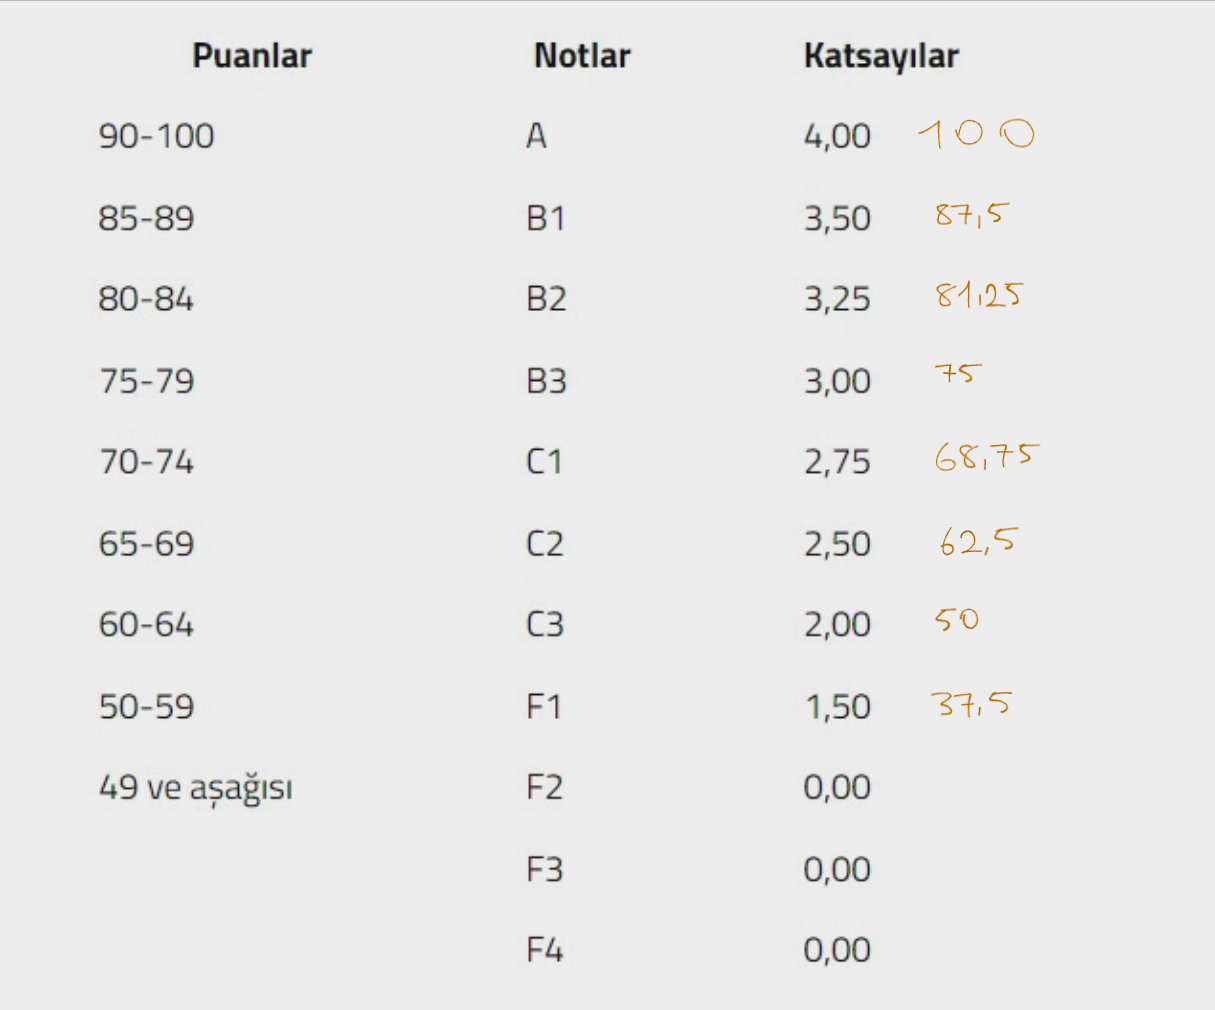 Puanlar Notlar Katsayılar
90-100 A 4,00 100
85-89 B1 3,50 87,5
80-84 B2 3,25 81,25
75-79 B3 3,00 75
70-74 C1 2,75 68,75
65-69 C2 2,50 62,5
60-64 C3 2,00 50
50-59 F1 1,50 37,5
49 ve aşağısı F2 0,00
F3 0,00
F4 0,00